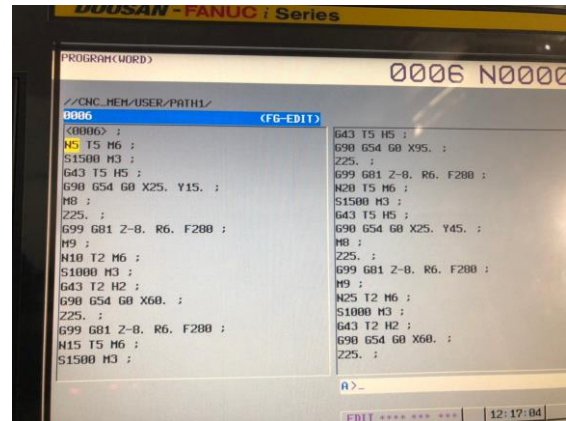 DOOSAN - FANUC i Series
PROGRAM(WORD)
0006 N0000
//CNC_MEM/USER/PATH1/
0006 (FG-EDIT)
<0006> ;
N5 T5 M6 ;
S1500 M3 ;
G43 T5 H5 ;
G90 G54 G0 X25. Y15. ;
M8 ;
Z25. ;
G99 G81 Z-8. R6. F280 ;
M9 ;
N10 T2 M6 ;
S1000 M3 ;
G43 T2 H2 ;
G90 G54 G0 X60. ;
Z25. ;
G99 G81 Z-8. R6. F280 ;
N15 T5 M6 ;
S1500 M3 ;
G43 T5 H5 ;
G90 G54 G0 X95. ;
Z25. ;
G99 G81 Z-8. R6. F280 ;
N20 T5 M6 ;
S1500 M3 ;
G43 T5 H5 ;
G90 G54 G0 X25. Y45. ;
M8 ;
Z25. ;
G99 G81 Z-8. R6. F280 ;
M9 ;
N25 T2 M6 ;
S1000 M3 ;
G43 T2 H2 ;
G90 G54 G0 X60. ;
Z25. ;
A>_
EDIT **** *** *** 12:17:04